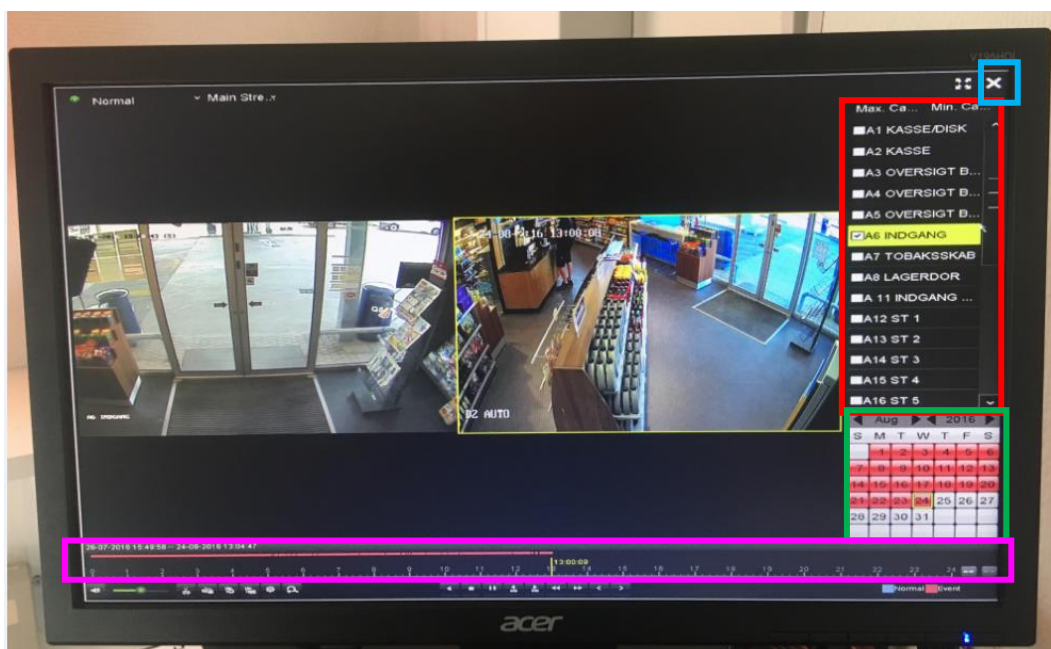 V196HQL
Normal
Main Stre..
Max. Ca... Min. Ca...
A1 KASSE/DISK
A2 KASSE
A3 OVERSIGT B...
A4 OVERSIGT B...
A5 OVERSIGT B...
A6 INDGANG
A7 TOBAKSSKAB
A8 LAGERDOR
A 11 INDGANG ...
A12 ST 1
A13 ST 2
A14 ST 3
A15 ST 4
A16 ST 5
13:00:08
A6 INDGANG
D2 AUTO
Aug 2016
S M T W T F S
1 2 3 4 5 6
7 8 9 10 11 12 13
14 15 16 17 18 19 20
21 22 23 24 25 26 27
28 29 30 31
26-07-2016 15:49:58 -- 24-08-2016 13:04:47
13:00:09
0 1 2 3 4 5 6 7 8 9 10 11 12 13 14 15 16 17 18 19 20 21 22 23 24
Normal Event
acer